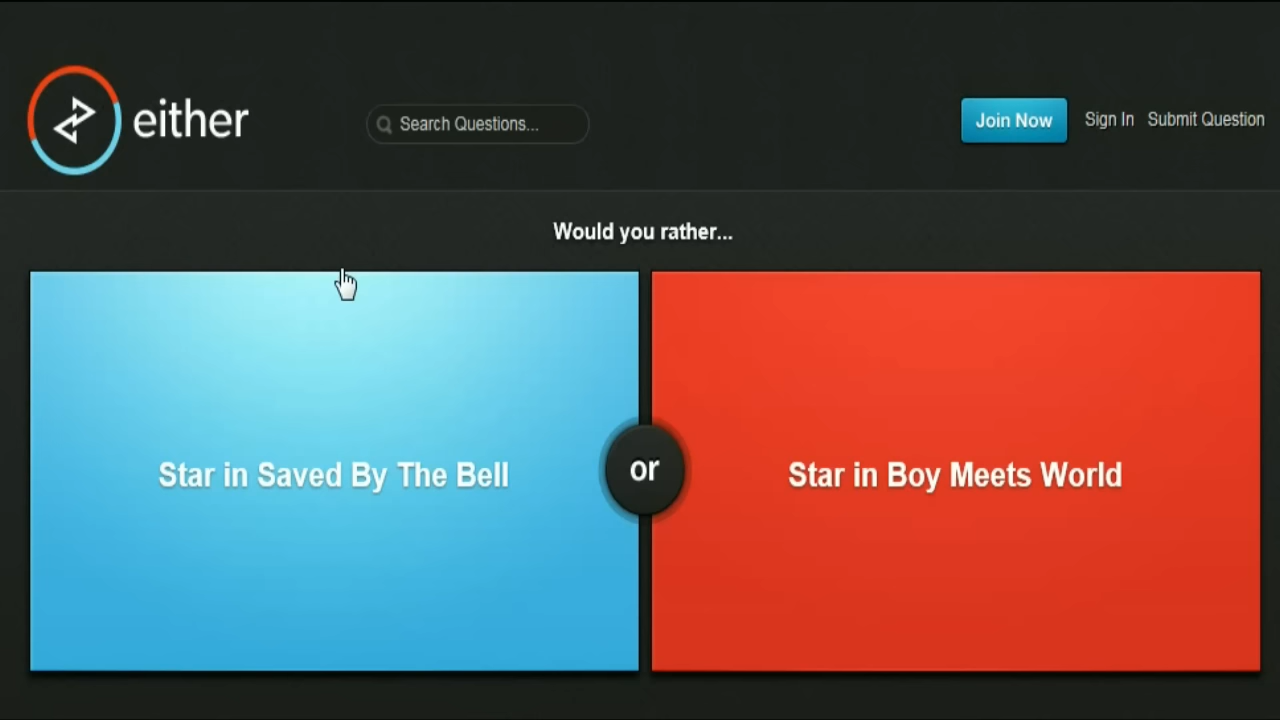 either
Search Questions...
Join Now
Sign In
Submit Question
Would you rather...
Star in Saved By The Bell
or
Star in Boy Meets World